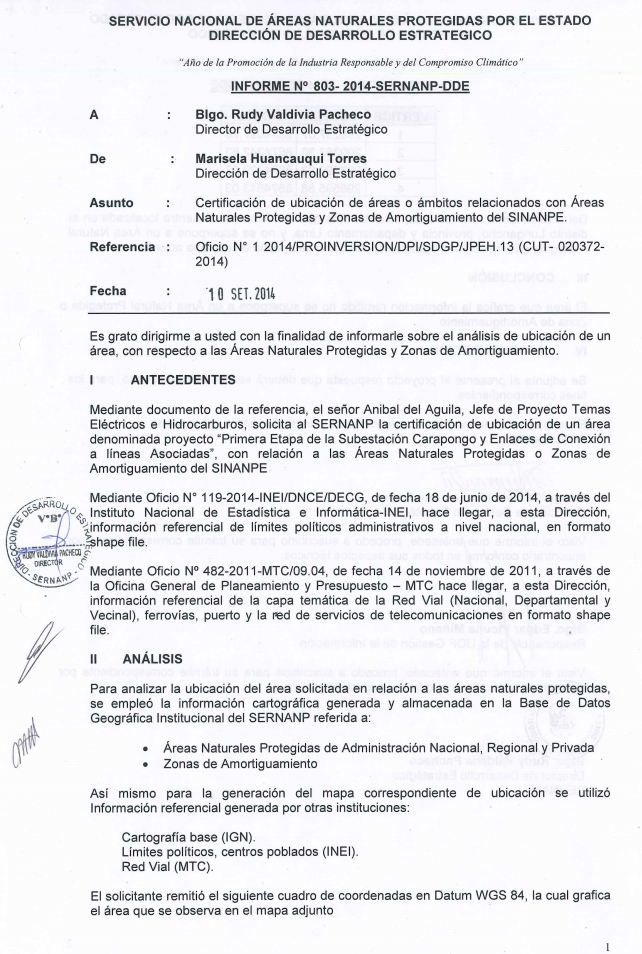 SERVICIO NACIONAL DE ÁREAS NATURALES PROTEGIDAS POR EL ESTADO
DIRECCIÓN DE DESARROLLO ESTRATEGICO
"Año de la Promoción de la Industria Responsable y del Compromiso Climático"
INFORME Nº 803- 2014-SERNANP-DDE
A : Blgo. Rudy Valdivia Pacheco
Director de Desarrollo Estratégico
De : Marisela Huancauqui Torres
Dirección de Desarrollo Estratégico
Asunto : Certificación de ubicación de áreas o ámbitos relacionados con Áreas
Naturales Protegidas y Zonas de Amortiguamiento del SINANPE.
Referencia : Oficio N° 1 2014/PROINVERSION/DPI/SDGP/JPEH.13 (CUT- 020372-
2014)
Fecha : 10 SET. 2014
Es grato dirigirme a usted con la finalidad de informarle sobre el análisis de ubicación de un
área, con respecto a las Áreas Naturales Protegidas y Zonas de Amortiguamiento.
I ANTECEDENTES
Mediante documento de la referencia, el señor Anibal del Aguila, Jefe de Proyecto Temas
Eléctricos e Hidrocarburos, solicita al SERNANP la certificación de ubicación de un área
denominada proyecto "Primera Etapa de la Subestación Carapongo y Enlaces de Conexión
a líneas Asociadas", con relación a las Áreas Naturales Protegidas o Zonas de
Amortiguamiento del SINANPE
Mediante Oficio N° 119-2014-INEI/DNCE/DECG, de fecha 18 de junio de 2014, a través del
Instituto Nacional de Estadística e Informática-INEI, hace llegar, a esta Dirección,
información referencial de límites políticos administrativos a nivel nacional, en formato
shape file.
DIRECCION DE DESARROLLO ESTRATEGICO
V°B°
RUDY VALDIVIA PACHECO
DIRECTOR
- SERNANP -
Mediante Oficio Nº 482-2011-MTC/09.04, de fecha 14 de noviembre de 2011, a través de
la Oficina General de Planeamiento y Presupuesto – MTC hace llegar, a esta Dirección,
información referencial de la capa temática de la Red Vial (Nacional, Departamental y
Vecinal), ferrovías, puerto y la red de servicios de telecomunicaciones en formato shape
file.
II ANÁLISIS
Para analizar la ubicación del área solicitada en relación a las áreas naturales protegidas,
se empleó la información cartográfica generada y almacenada en la Base de Datos
Geográfica Institucional del SERNANP referida a:
• Áreas Naturales Protegidas de Administración Nacional, Regional y Privada
• Zonas de Amortiguamiento
Así mismo para la generación del mapa correspondiente de ubicación se utilizó
Información referencial generada por otras instituciones:
Cartografía base (IGN).
Límites políticos, centros poblados (INEI).
Red Vial (MTC).
El solicitante remitió el siguiente cuadro de coordenadas en Datum WGS 84, la cual grafica
el área que se observa en el mapa adjunto
1